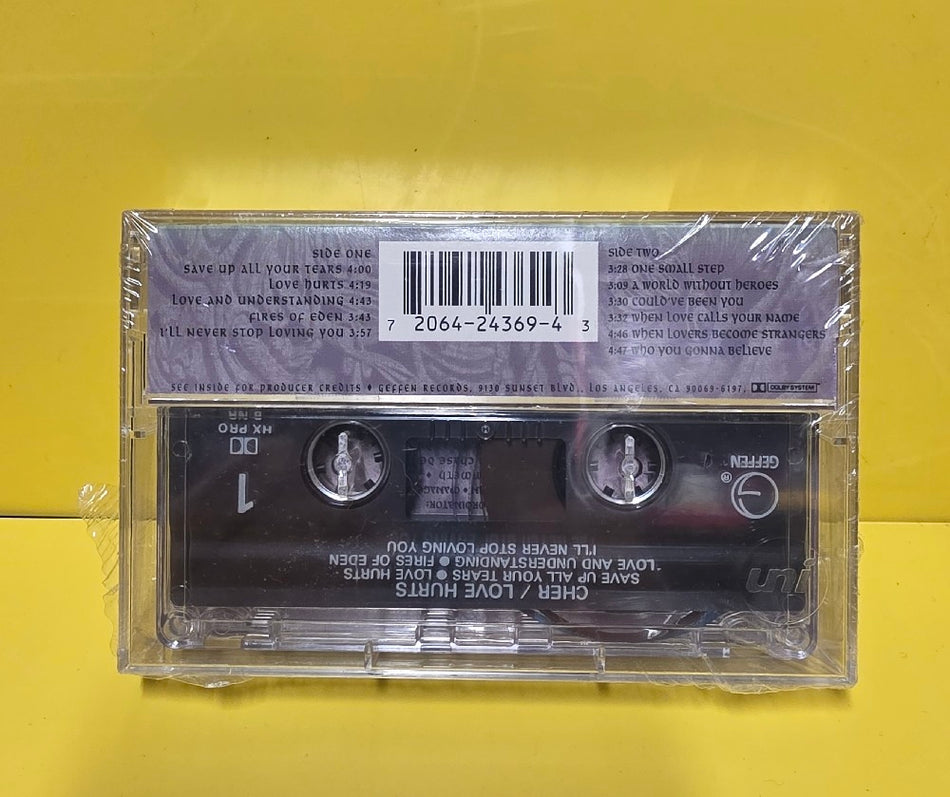 SIDE ONE
SAVE UP ALL YOUR TEARS 4:00
LOVE HURTS 4:19
LOVE AND UNDERSTANDING 4:43
FIRES OF EDEN 3:43
I'LL NEVER STOP LOVING YOU 3:57
7 2064-24369-4 3
SIDE TWO
3:28 ONE SMALL STEP
3:09 A WORLD WITHOUT HEROES
3:30 COULD'VE BEEN YOU
3:32 WHEN LOVE CALLS YOUR NAME
4:46 WHEN LOVERS BECOME STRANGERS
4:47 WHO YOU GONNA BELIEVE
SEE INSIDE FOR PRODUCER CREDITS ♦ GEFFEN RECORDS, 9130 SUNSET BLVD., LOS ANGELES, CA 90069-6197. DOLBY SYSTEM
CHER / LOVE HURTS
SAVE UP ALL YOUR TEARS ● LOVE HURTS
LOVE AND UNDERSTANDING ● FIRES OF EDEN
I'LL NEVER STOP LOVING YOU
GEFFEN
®
1
B NR
HX PRO
uni